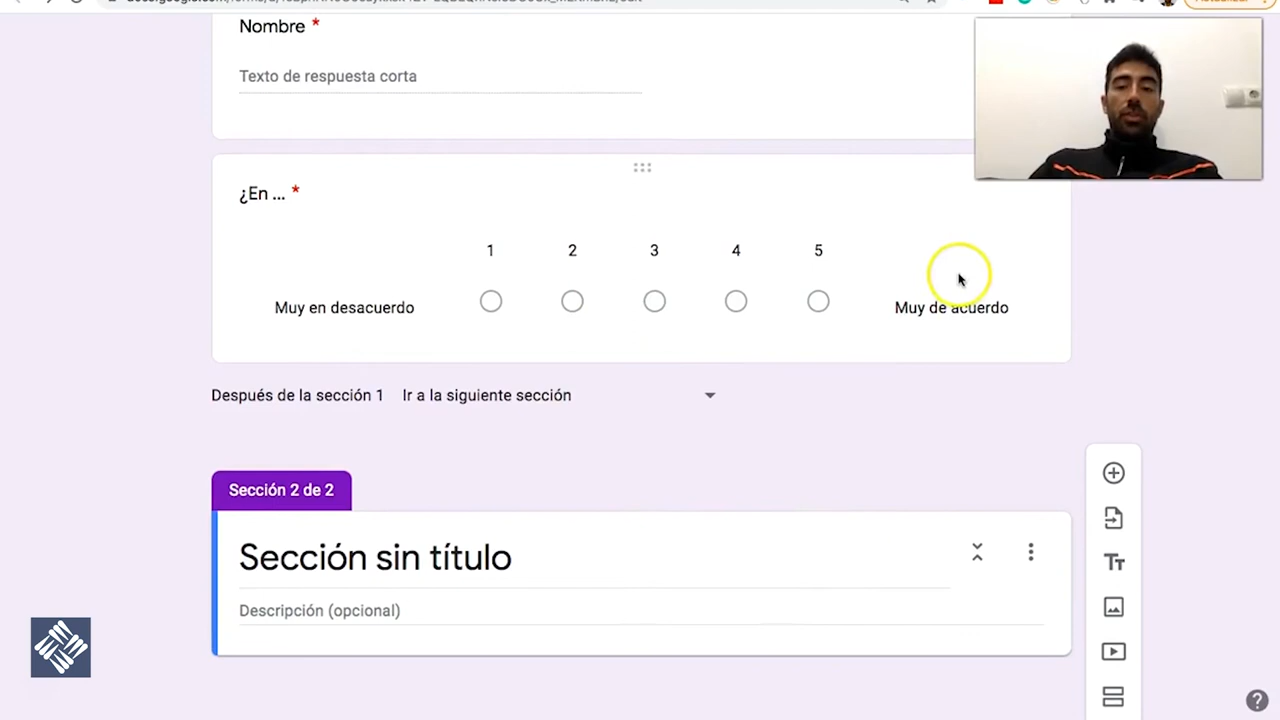 Nombre *
Texto de respuesta corta
¿En ... *
1 2 3 4 5
Muy en desacuerdo
Muy de acuerdo
Después de la sección 1 Ir a la siguiente sección
Sección 2 de 2
Sección sin título
Descripción (opcional)
Tт
?